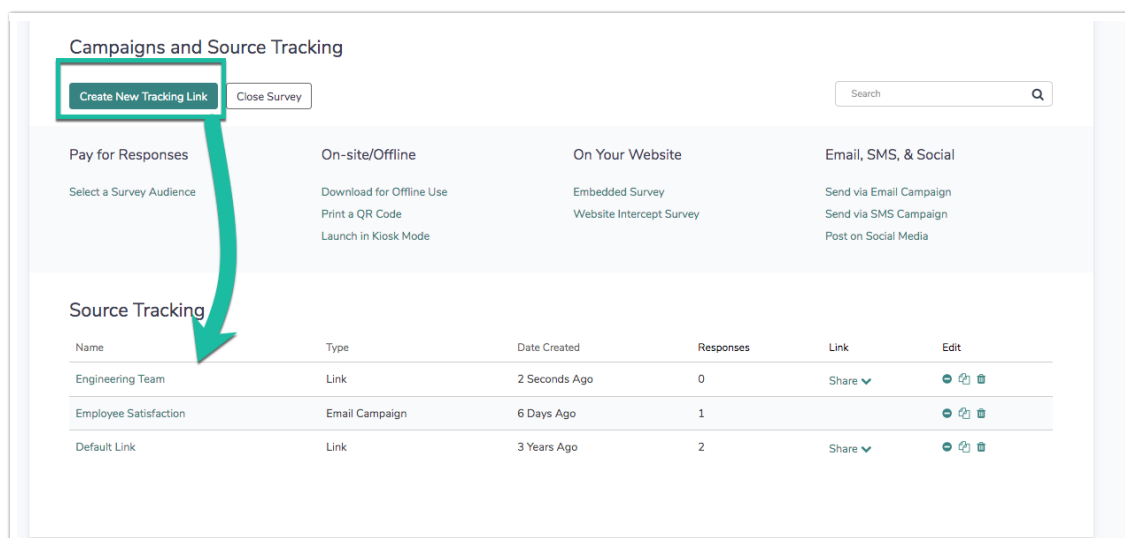 Campaigns and Source Tracking
Create New Tracking Link Close Survey Search
Pay for Responses On-site/Offline On Your Website Email, SMS, & Social
Select a Survey Audience Download for Offline Use Embedded Survey Send via Email Campaign
Print a QR Code Website Intercept Survey Send via SMS Campaign
Launch in Kiosk Mode Post on Social Media
Source Tracking
Name Type Date Created Responses Link Edit
Engineering Team Link 2 Seconds Ago 0 Share
Employee Satisfaction Email Campaign 6 Days Ago 1
Default Link Link 3 Years Ago 2 Share